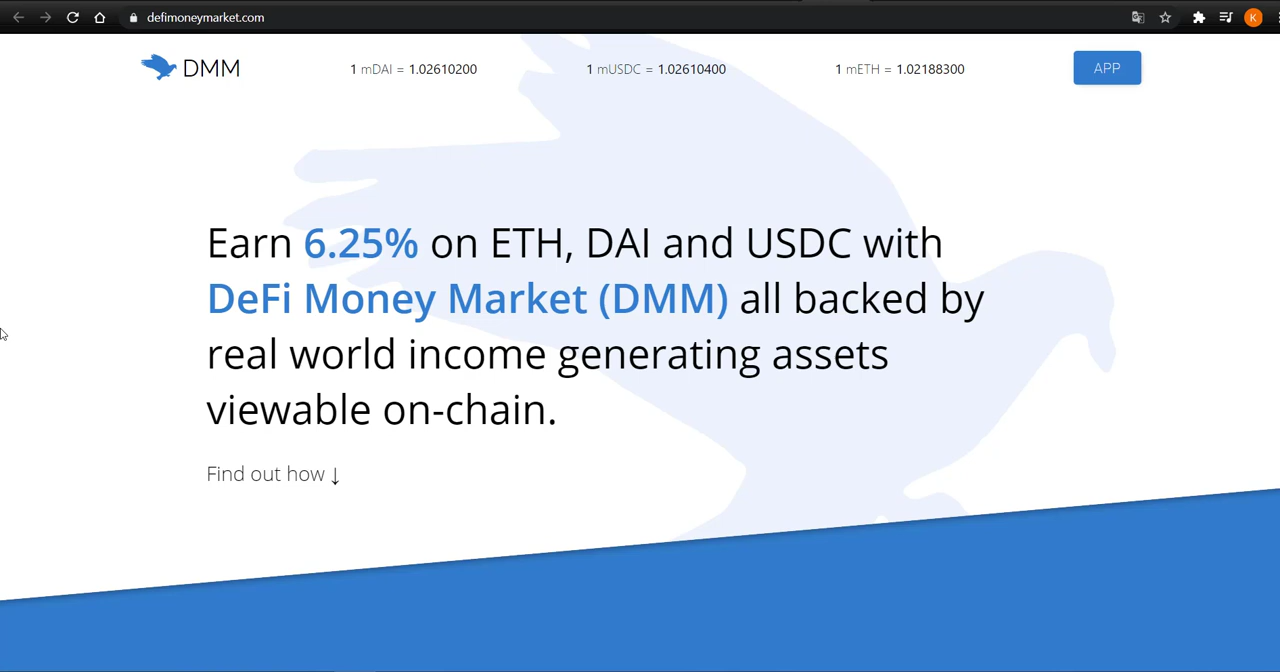 defimoneymarket.com
K
DMM
1 mDAI = 1.02610200
1 mUSDC = 1.02610400
1 mETH = 1.02188300
APP
Earn 6.25% on ETH, DAI and USDC with
DeFi Money Market (DMM) all backed by
real world income generating assets
viewable on-chain.
Find out how ↓